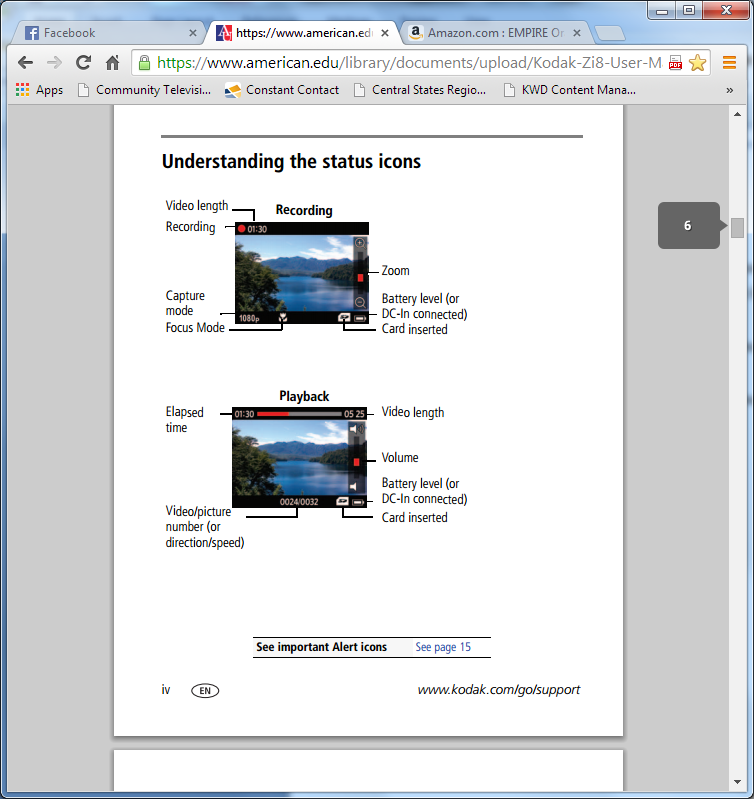 Facebook
https://www.american.edu
Amazon.com : EMPIRE Or
https://www.american.edu/library/documents/upload/Kodak-Zi8-User-M
PDF
Apps
Community Televisi...
Constant Contact
Central States Regio...
KWD Content Mana...
»
Understanding the status icons
Video length
Recording
Recording
01:30
Zoom
Capture
mode
Battery level (or
DC-In connected)
1080p
Focus Mode
Card inserted
6
Playback
Elapsed
time
01:30
05 25
Video length
Volume
Battery level (or
DC-In connected)
0024/0032
Video/picture
number (or
direction/speed)
Card inserted
See important Alert icons See page 15
iv EN www.kodak.com/go/support